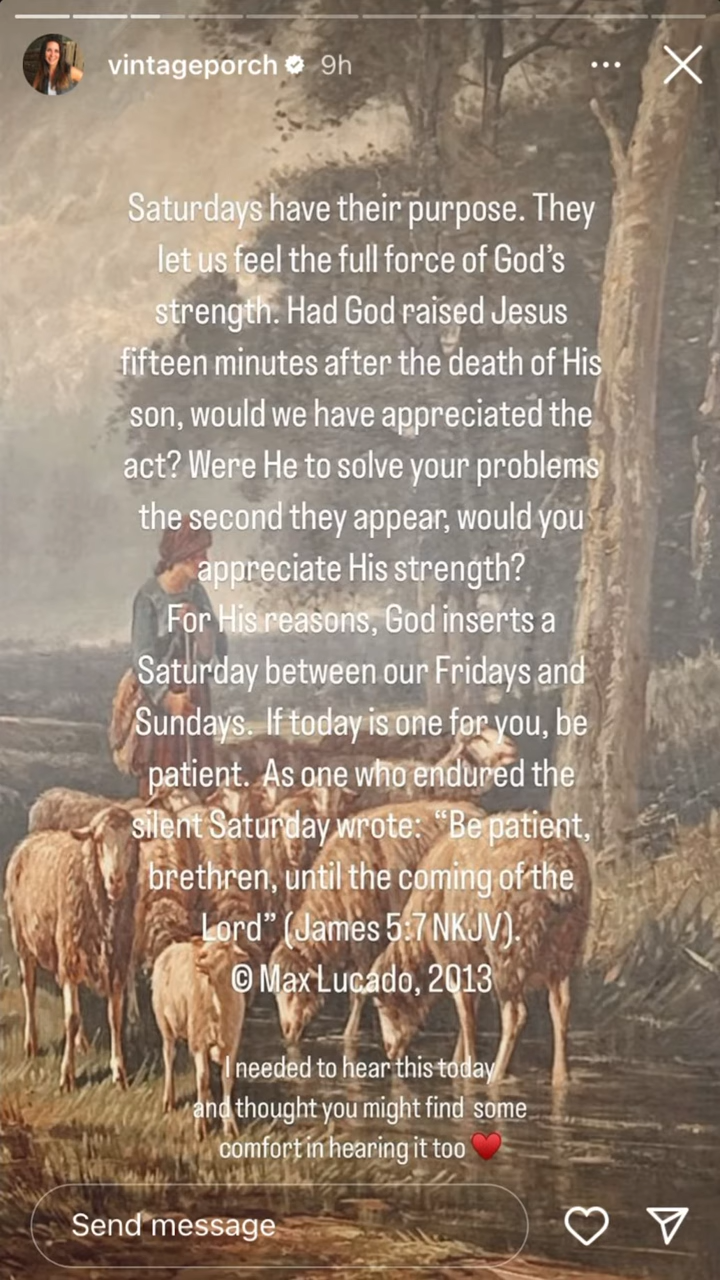 vintageporch 9h
Saturdays have their purpose. They
let us feel the full force of God’s
strength. Had God raised Jesus
fifteen minutes after the death of His
son, would we have appreciated the
act? Were He to solve your problems
the second they appear, would you
appreciate His strength?
For His reasons, God inserts a
Saturday between our Fridays and
Sundays.  If today is one for you, be
patient.  As one who endured the
silent Saturday wrote:  “Be patient,
brethren, until the coming of the
Lord” (James 5:7 NKJV).
© Max Lucado, 2013
I needed to hear this today
and thought you might find  some
comfort in hearing it too ♥️
Send message